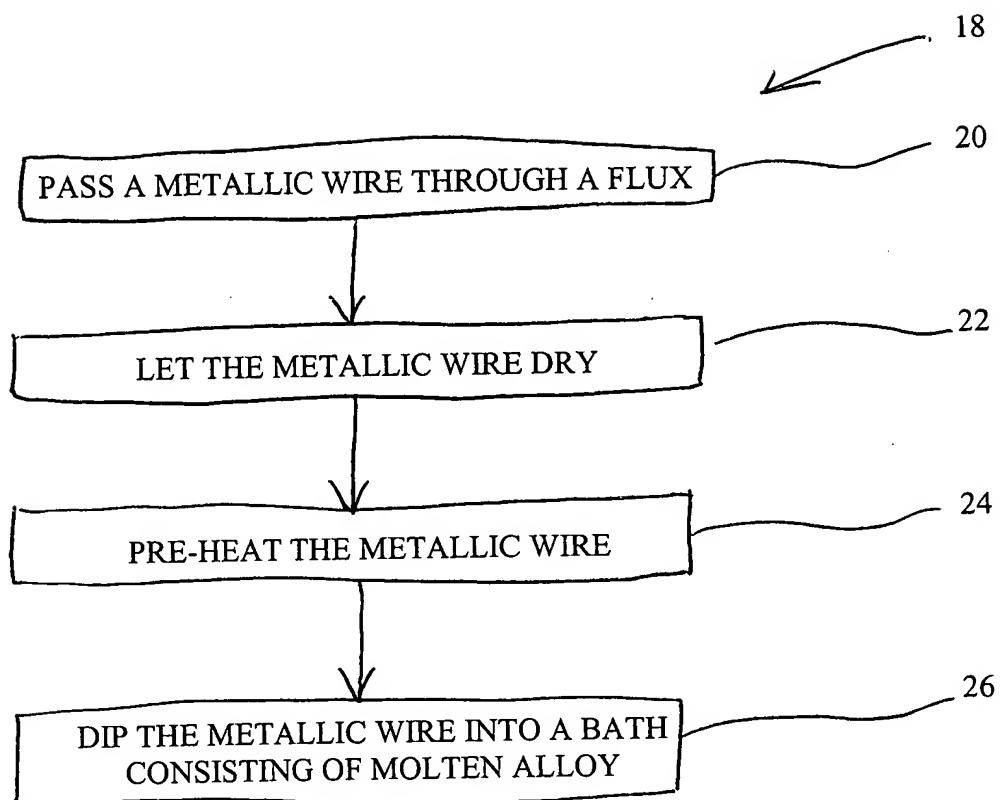 18
20
PASS A METALLIC WIRE THROUGH A FLUX
22
LET THE METALLIC WIRE DRY
24
PRE-HEAT THE METALLIC WIRE
26
DIP THE METALLIC WIRE INTO A BATH
CONSISTING OF MOLTEN ALLOY